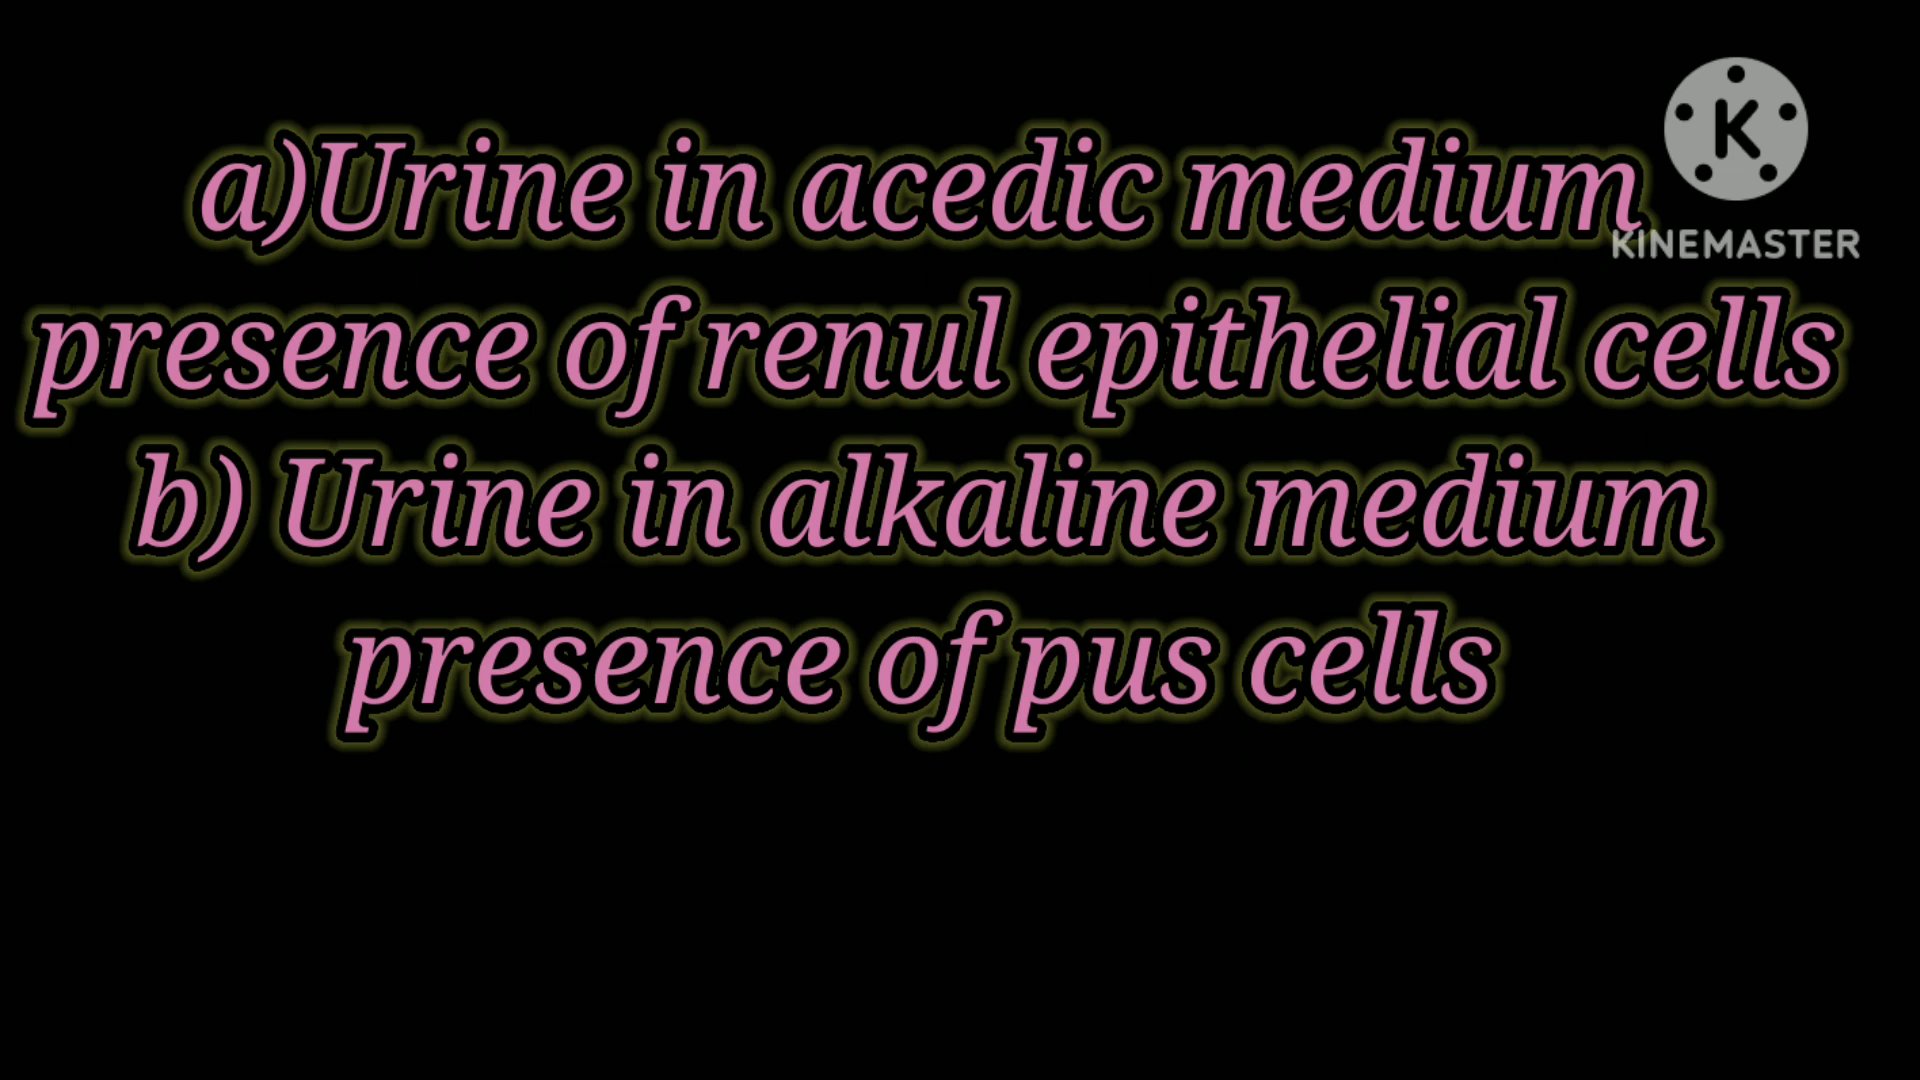 a)Urine in acedic medium
K
KINEMASTER
presence of renul epithelial cells
b) Urine in alkaline medium
presence of pus cells